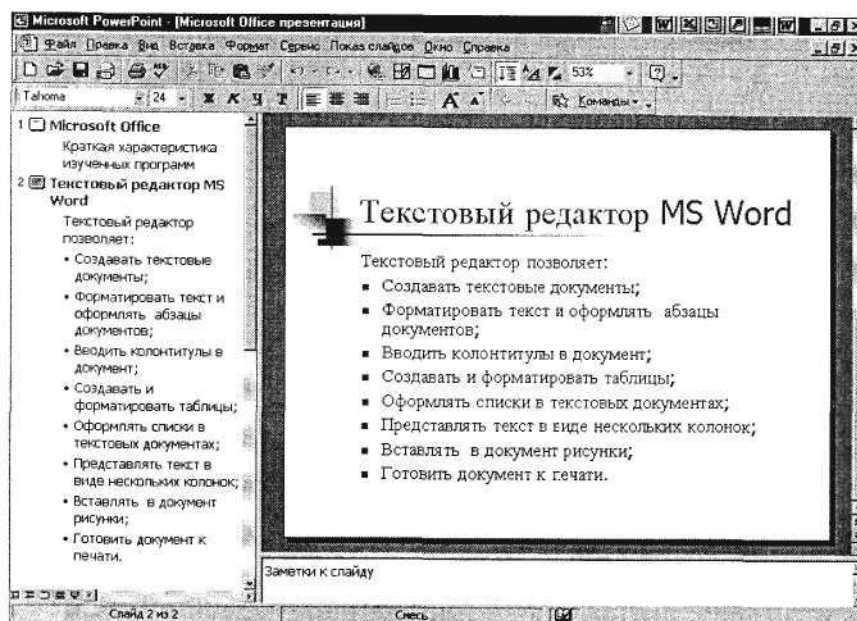 Microsoft PowerPoint - [Microsoft Office презентация]
Файл Правка Вид Вставка Формат Сервис Показ слайдов Окно Справка
53%
Tahoma 24 Ж К Ч Т Команды
1 Microsoft Office
Краткая характеристика
изученных программ
2 Текстовый редактор MS
Word
Текстовый редактор
позволяет:
• Создавать текстовые
документы;
• Форматировать текст и
оформлять абзацы
документов;
• Вводить колонтитулы в
документ;
• Создавать и
форматировать таблицы;
• Оформлять списки в
текстовых документах;
• Представлять текст в
виде нескольких колонок;
• Вставлять в документ
рисунки;
• Готовить документ к
печати.
Текстовый редактор MS Word
Текстовый редактор позволяет:
▪ Создавать текстовые документы;
▪ Форматировать текст и оформлять абзацы
документов;
▪ Вводить колонтитулы в документ;
▪ Создавать и форматировать таблицы;
▪ Оформлять списки в текстовых документах;
▪ Представлять текст в виде нескольких колонок;
▪ Вставлять в документ рисунки;
▪ Готовить документ к печати.
Заметки к слайду
Слайд 2 из 2 Смесь